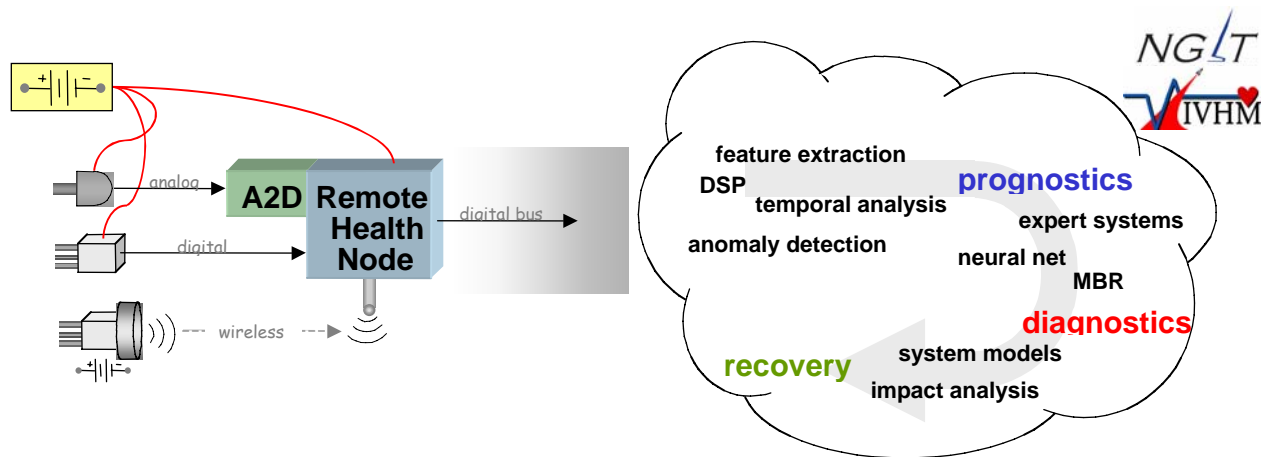 NGLT
IVHM
+ -
analog
A2D
Remote
Health
Node
digital
digital bus
wireless
+ -
feature extraction
DSP
temporal analysis
anomaly detection
prognostics
expert systems
neural net
MBR
diagnostics
system models
recovery
impact analysis